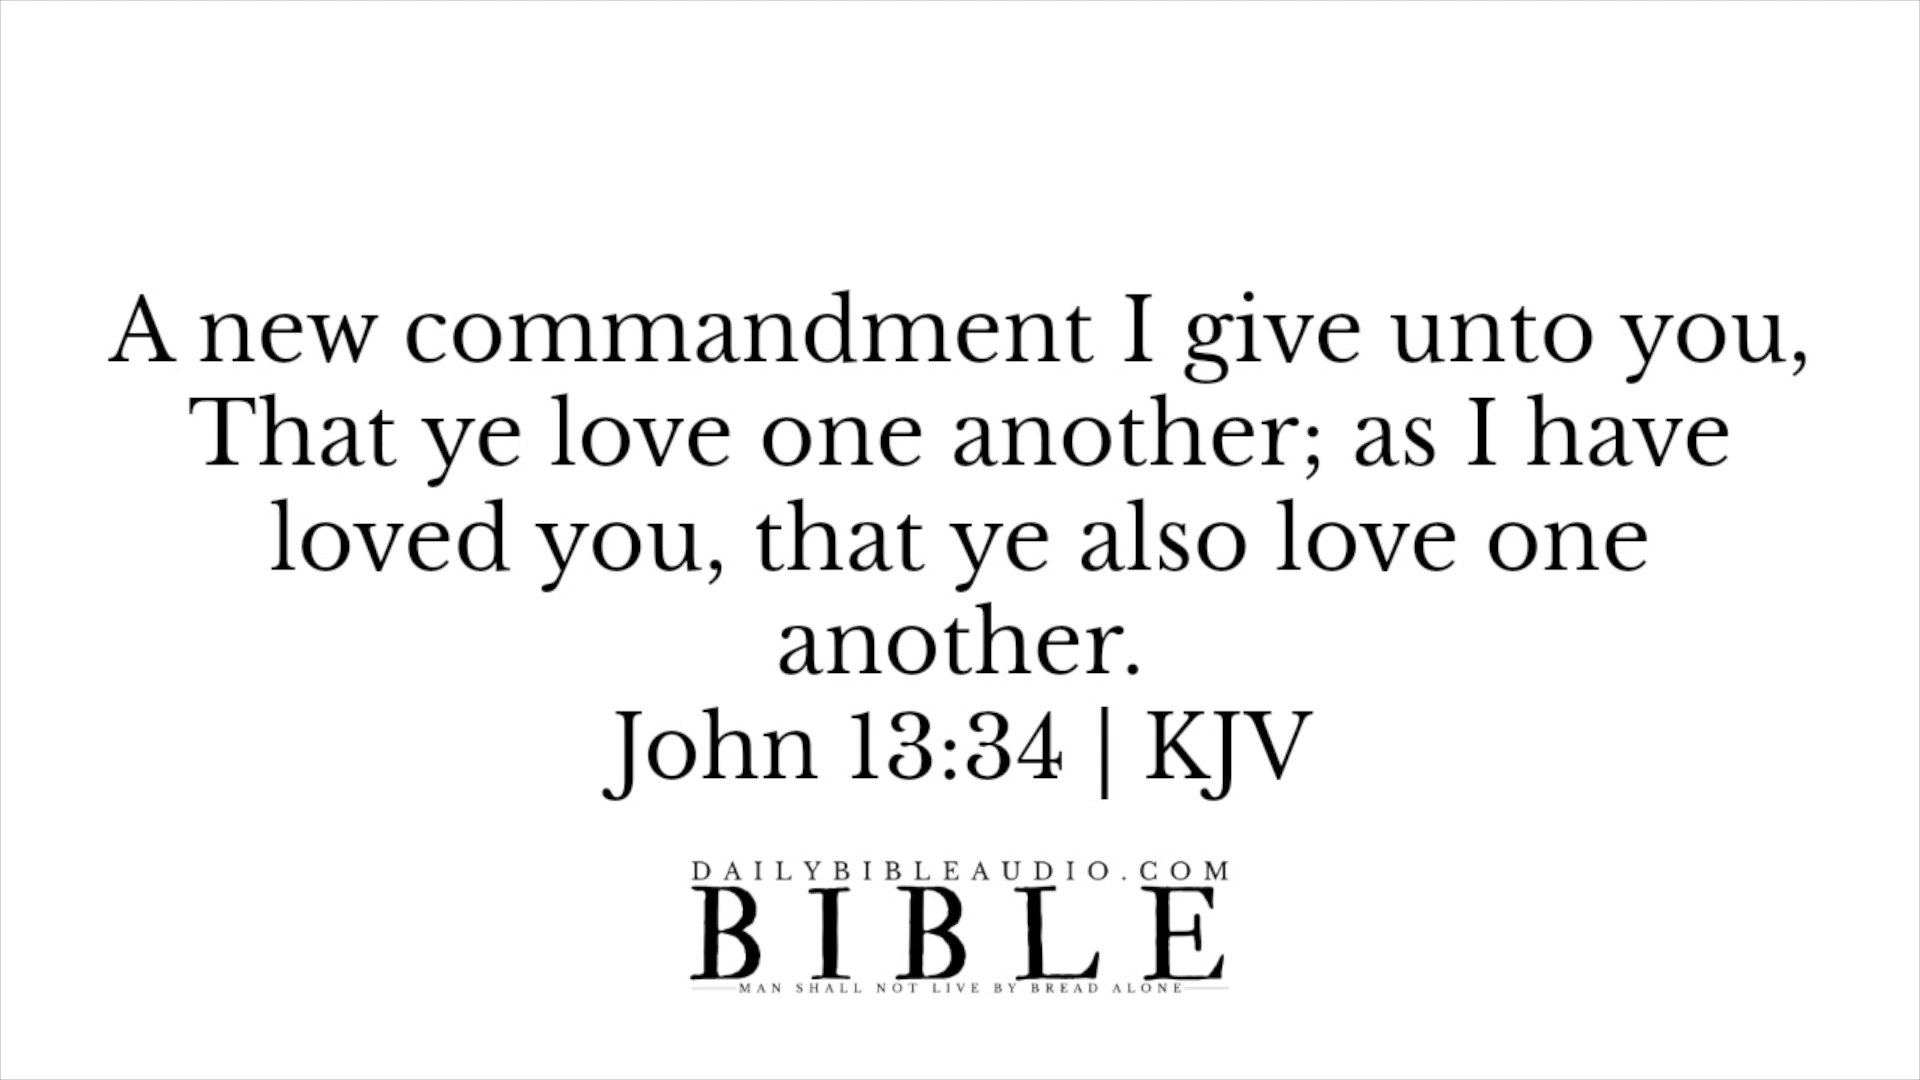 A new commandment I give unto you,
That ye love one another; as I have
loved you, that ye also love one
another.
John 13:34 | KJV
DAILYBIBLEAUDIO.COM
BIBLE
MAN SHALL NOT LIVE BY BREAD ALONE